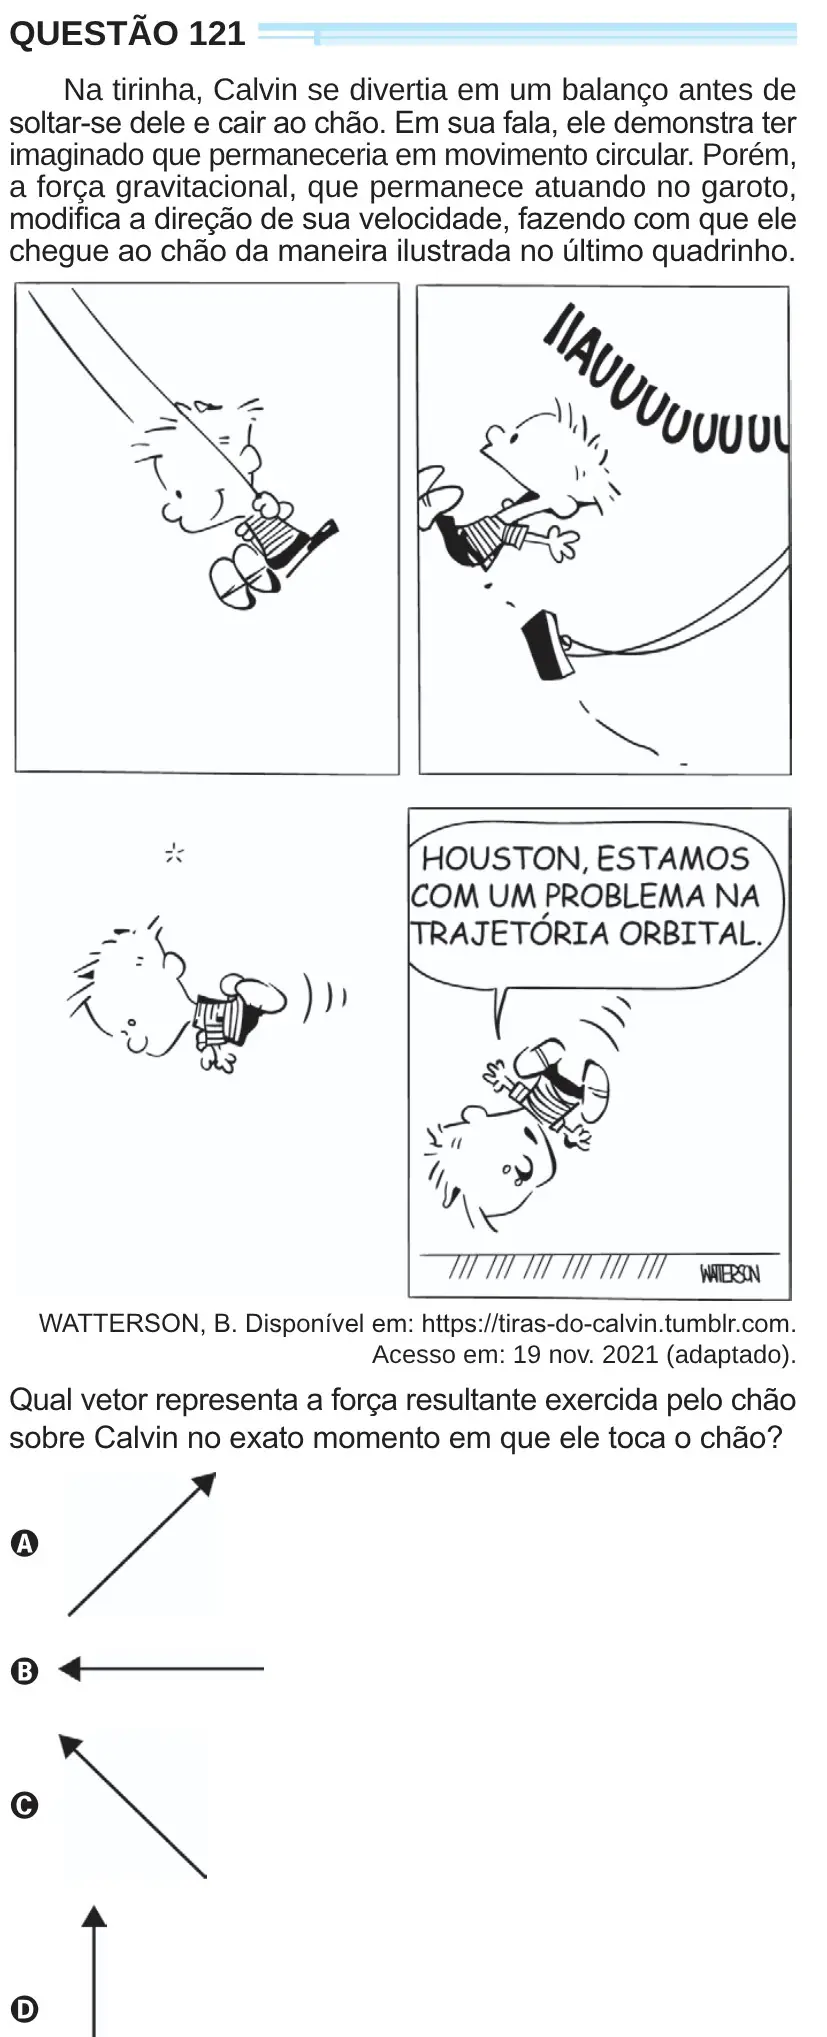 QUESTÃO 121
Na tirinha, Calvin se divertia em um balanço antes de
soltar-se dele e cair ao chão. Em sua fala, ele demonstra ter
imaginado que permaneceria em movimento circular. Porém,
a força gravitacional, que permanece atuando no garoto,
modifica a direção de sua velocidade, fazendo com que ele
chegue ao chão da maneira ilustrada no último quadrinho.
IIAUUUUUUUU
HOUSTON, ESTAMOS
COM UM PROBLEMA NA
TRAJETÓRIA ORBITAL.
WATTERSON
WATTERSON, B. Disponível em: https://tiras-do-calvin.tumblr.com.
Acesso em: 19 nov. 2021 (adaptado).
Qual vetor representa a força resultante exercida pelo chão
sobre Calvin no exato momento em que ele toca o chão?
A
B
C
D